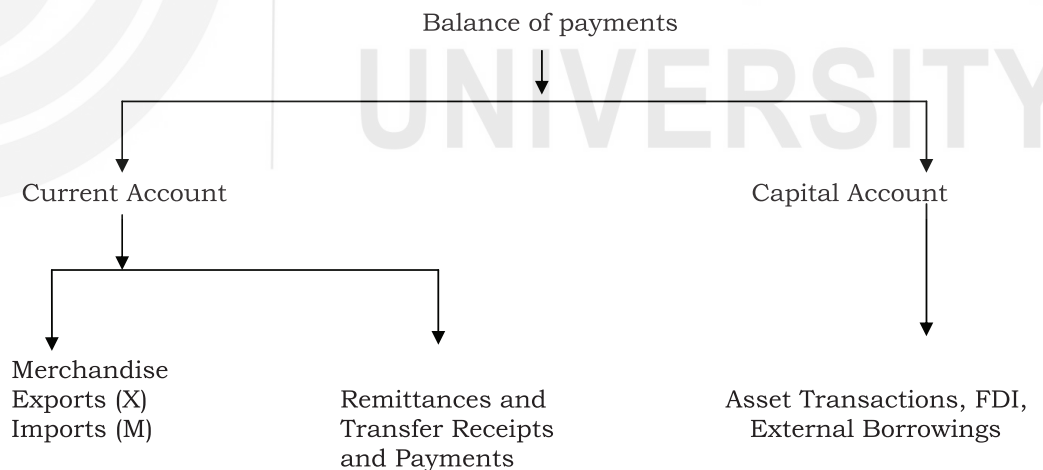 Balance of payments
UNIVERSITY
Current Account
Capital Account
Merchandise
Exports (X)
Imports (M)
Remittances and
Transfer Receipts
and Payments
Asset Transactions, FDI,
External Borrowings